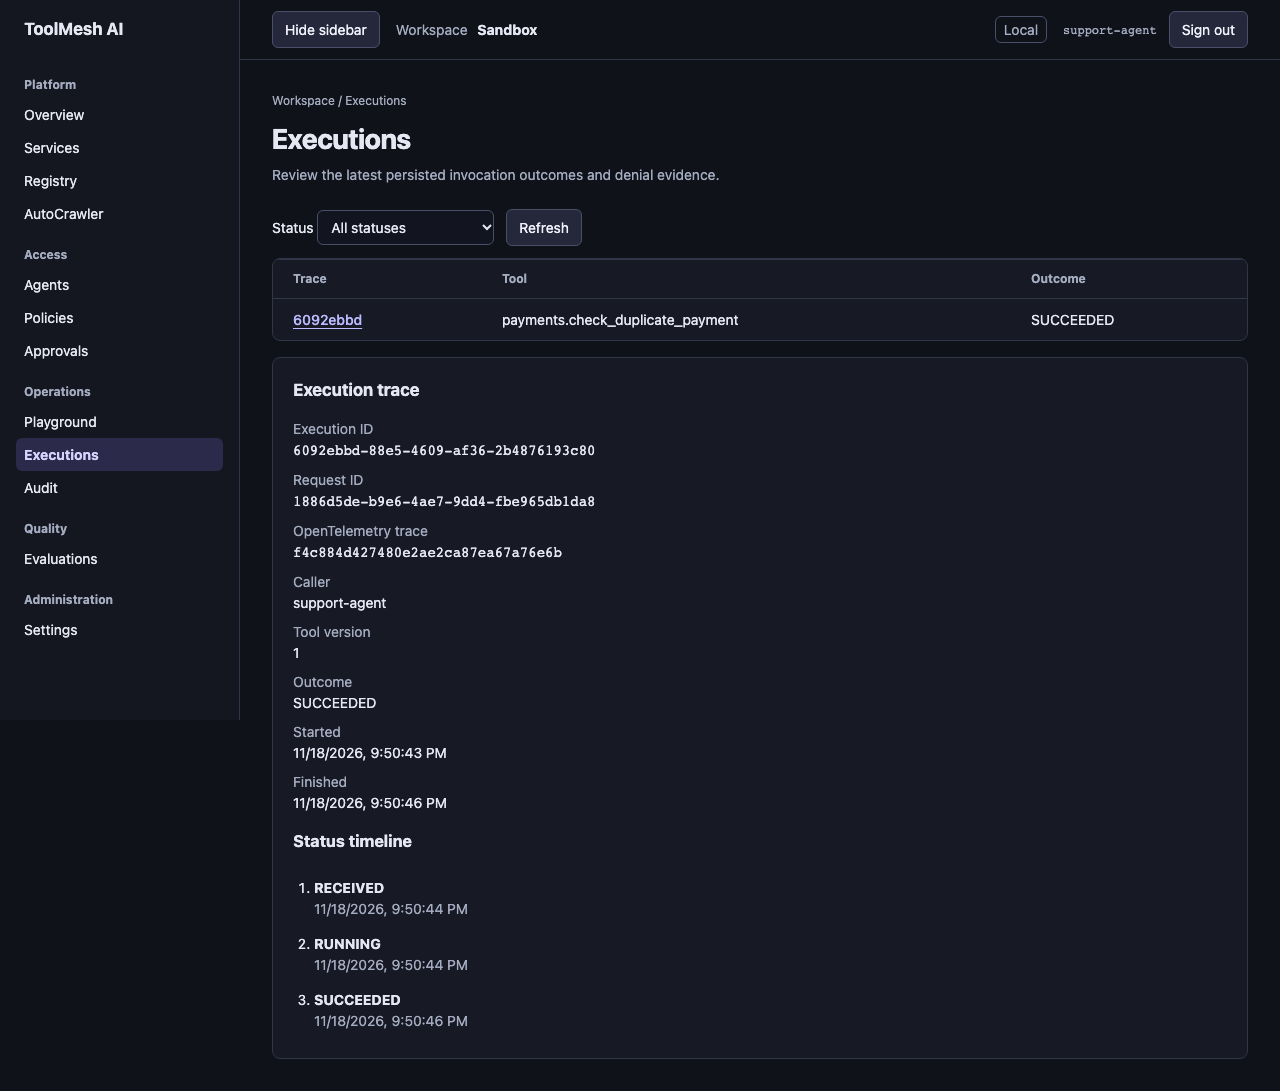 ToolMesh AI
Platform
Overview
Services
Registry
AutoCrawler
Access
Agents
Policies
Approvals
Operations
Playground
Executions
Audit
Quality
Evaluations
Administration
Settings
Hide sidebar
Workspace Sandbox
Local
support-agent
Sign out
Workspace / Executions
Executions
Review the latest persisted invocation outcomes and denial evidence.
Status All statuses Refresh
Trace Tool Outcome
6092ebbd payments.check_duplicate_payment SUCCEEDED
Execution trace
Execution ID
6092ebbd-88e5-4609-af36-2b4876193c80
Request ID
1886d5de-b9e6-4ae7-9dd4-fbe965db1da8
OpenTelemetry trace
f4c884d427480e2ae2ca87ea67a76e6b
Caller
support-agent
Tool version
1
Outcome
SUCCEEDED
Started
11/18/2026, 9:50:43 PM
Finished
11/18/2026, 9:50:46 PM
Status timeline
1. RECEIVED
11/18/2026, 9:50:44 PM
2. RUNNING
11/18/2026, 9:50:44 PM
3. SUCCEEDED
11/18/2026, 9:50:46 PM